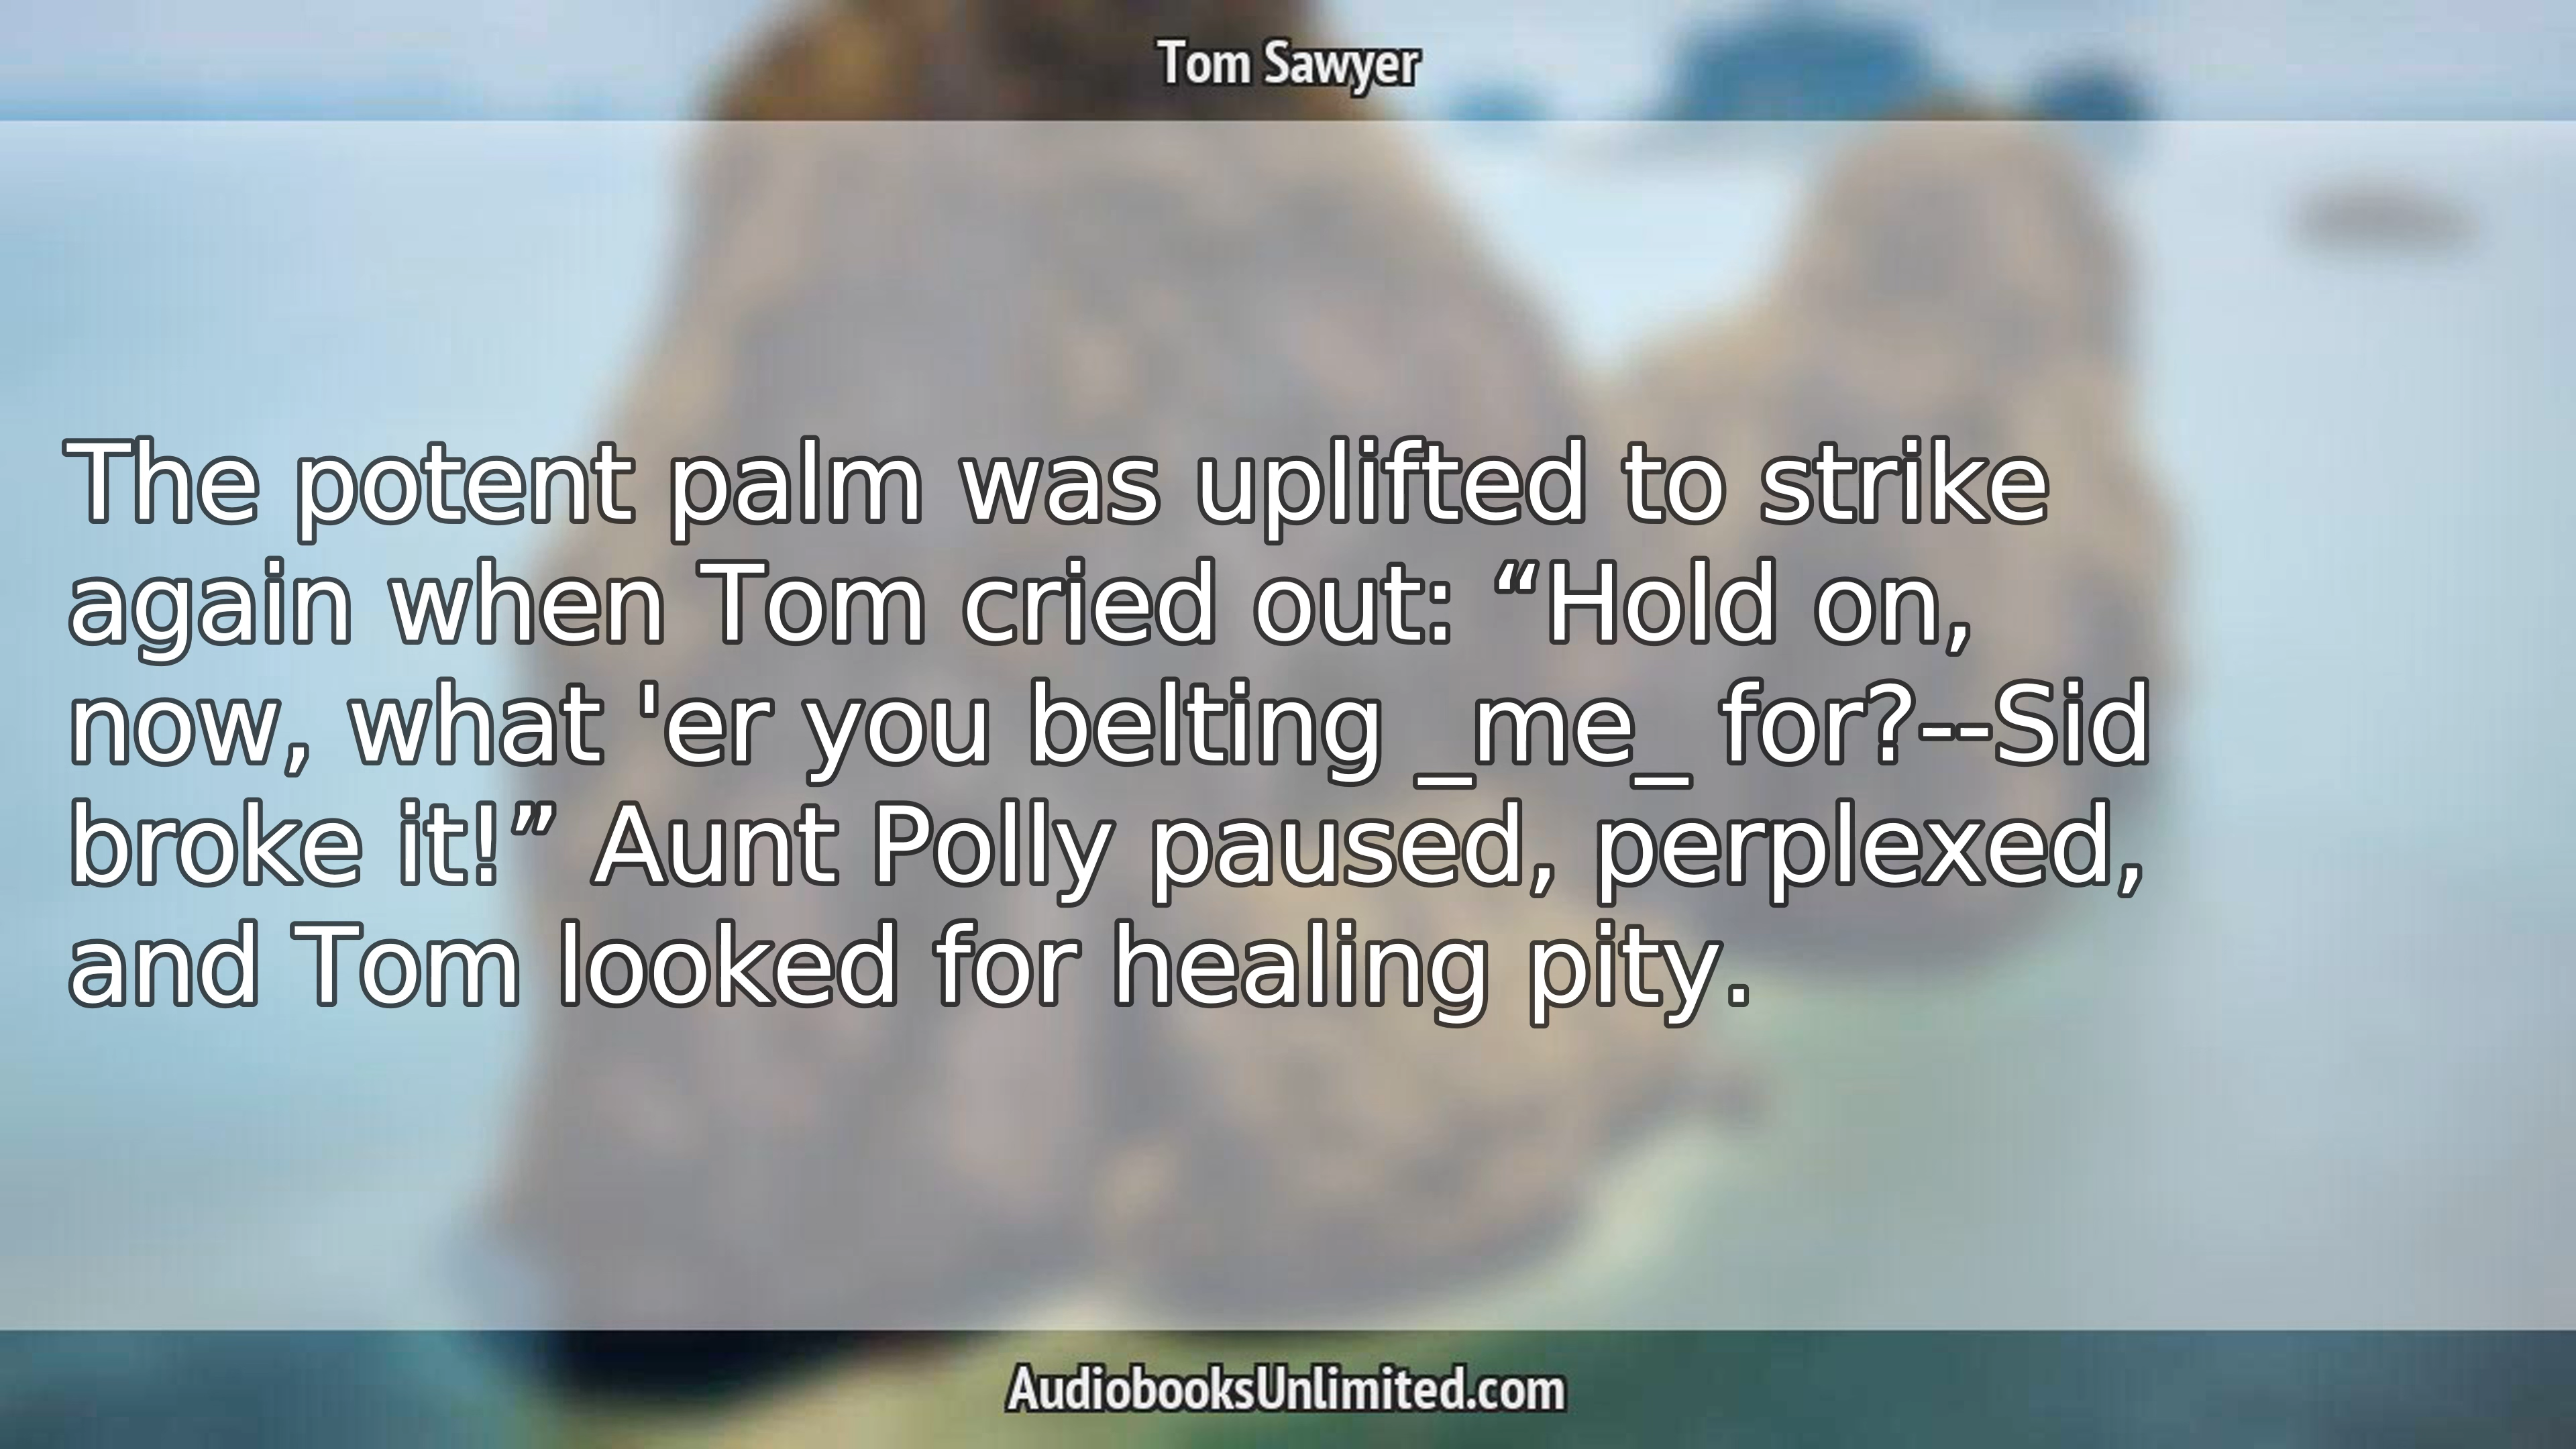 Tom Sawyer
The potent palm was uplifted to strike
again when Tom cried out: “Hold on,
now, what 'er you belting _me_ for?--Sid
broke it!” Aunt Polly paused, perplexed,
and Tom looked for healing pity.
AudiobooksUnlimited.com